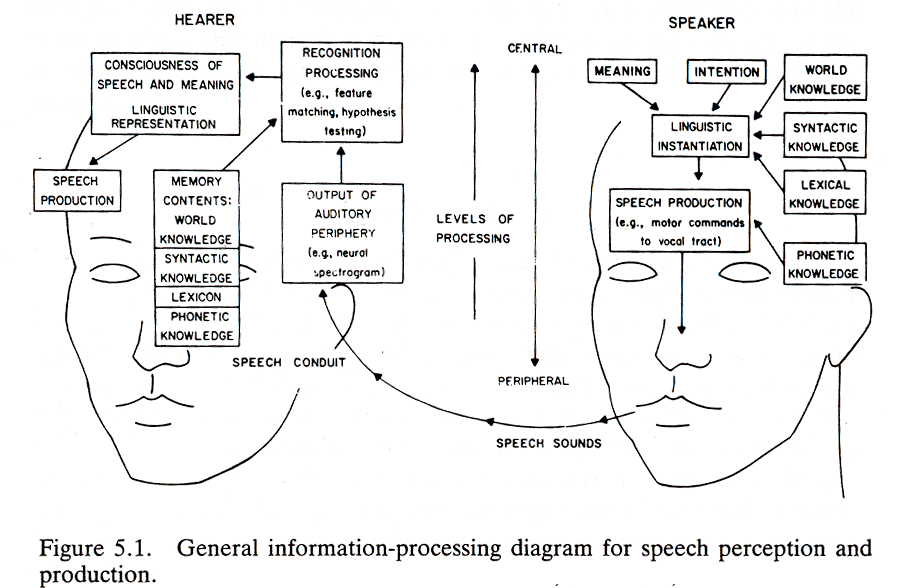 HEARER
SPEAKER
CONSCIOUSNESS OF
SPEECH AND MEANING
LINGUISTIC
REPRESENTATION
RECOGNITION
PROCESSING
(e.g., feature
matching, hypothesis
testing)
SPEECH
PRODUCTION
MEMORY
CONTENTS:
WORLD
KNOWLEDGE
SYNTACTIC
KNOWLEDGE
LEXICON
PHONETIC
KNOWLEDGE
OUTPUT OF
AUDITORY
PERIPHERY
(e.g., neural
spectrogram)
SPEECH CONDUIT
CENTRAL
LEVELS OF
PROCESSING
PERIPHERAL
SPEECH SOUNDS
MEANING
INTENTION
WORLD
KNOWLEDGE
LINGUISTIC
INSTANTIATION
SYNTACTIC
KNOWLEDGE
LEXICAL
KNOWLEDGE
SPEECH PRODUCTION
(e.g., motor commands
to vocal tract)
PHONETIC
KNOWLEDGE
Figure 5.1. General information-processing diagram for speech perception and
production.